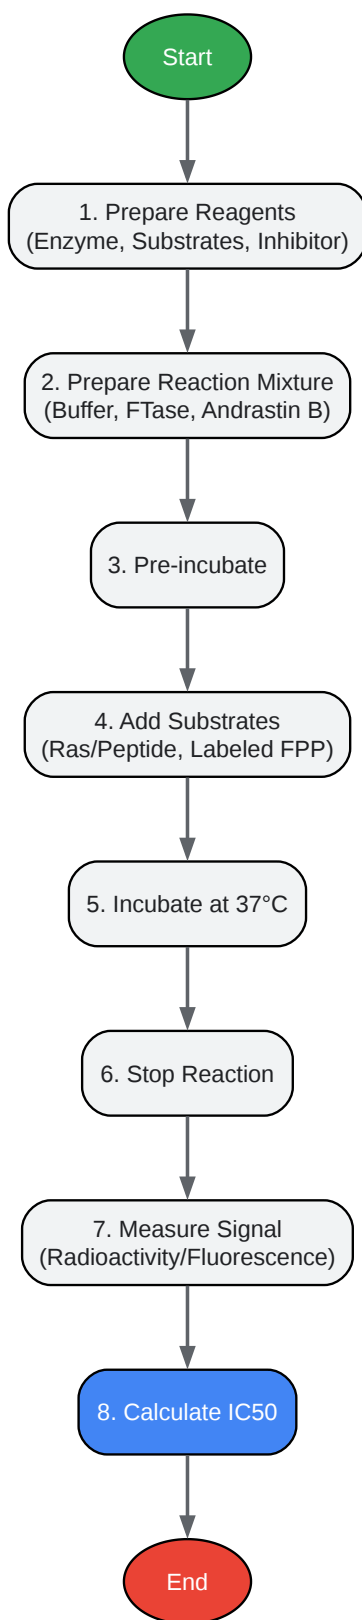 Start
1. Prepare Reagents
(Enzyme, Substrates, Inhibitor)
2. Prepare Reaction Mixture
(Buffer, FTase, Andrastin B)
3. Pre-incubate
4. Add Substrates
(Ras/Peptide, Labeled FPP)
5. Incubate at 37°C
6. Stop Reaction
7. Measure Signal
(Radioactivity/Fluorescence)
8. Calculate IC50
End